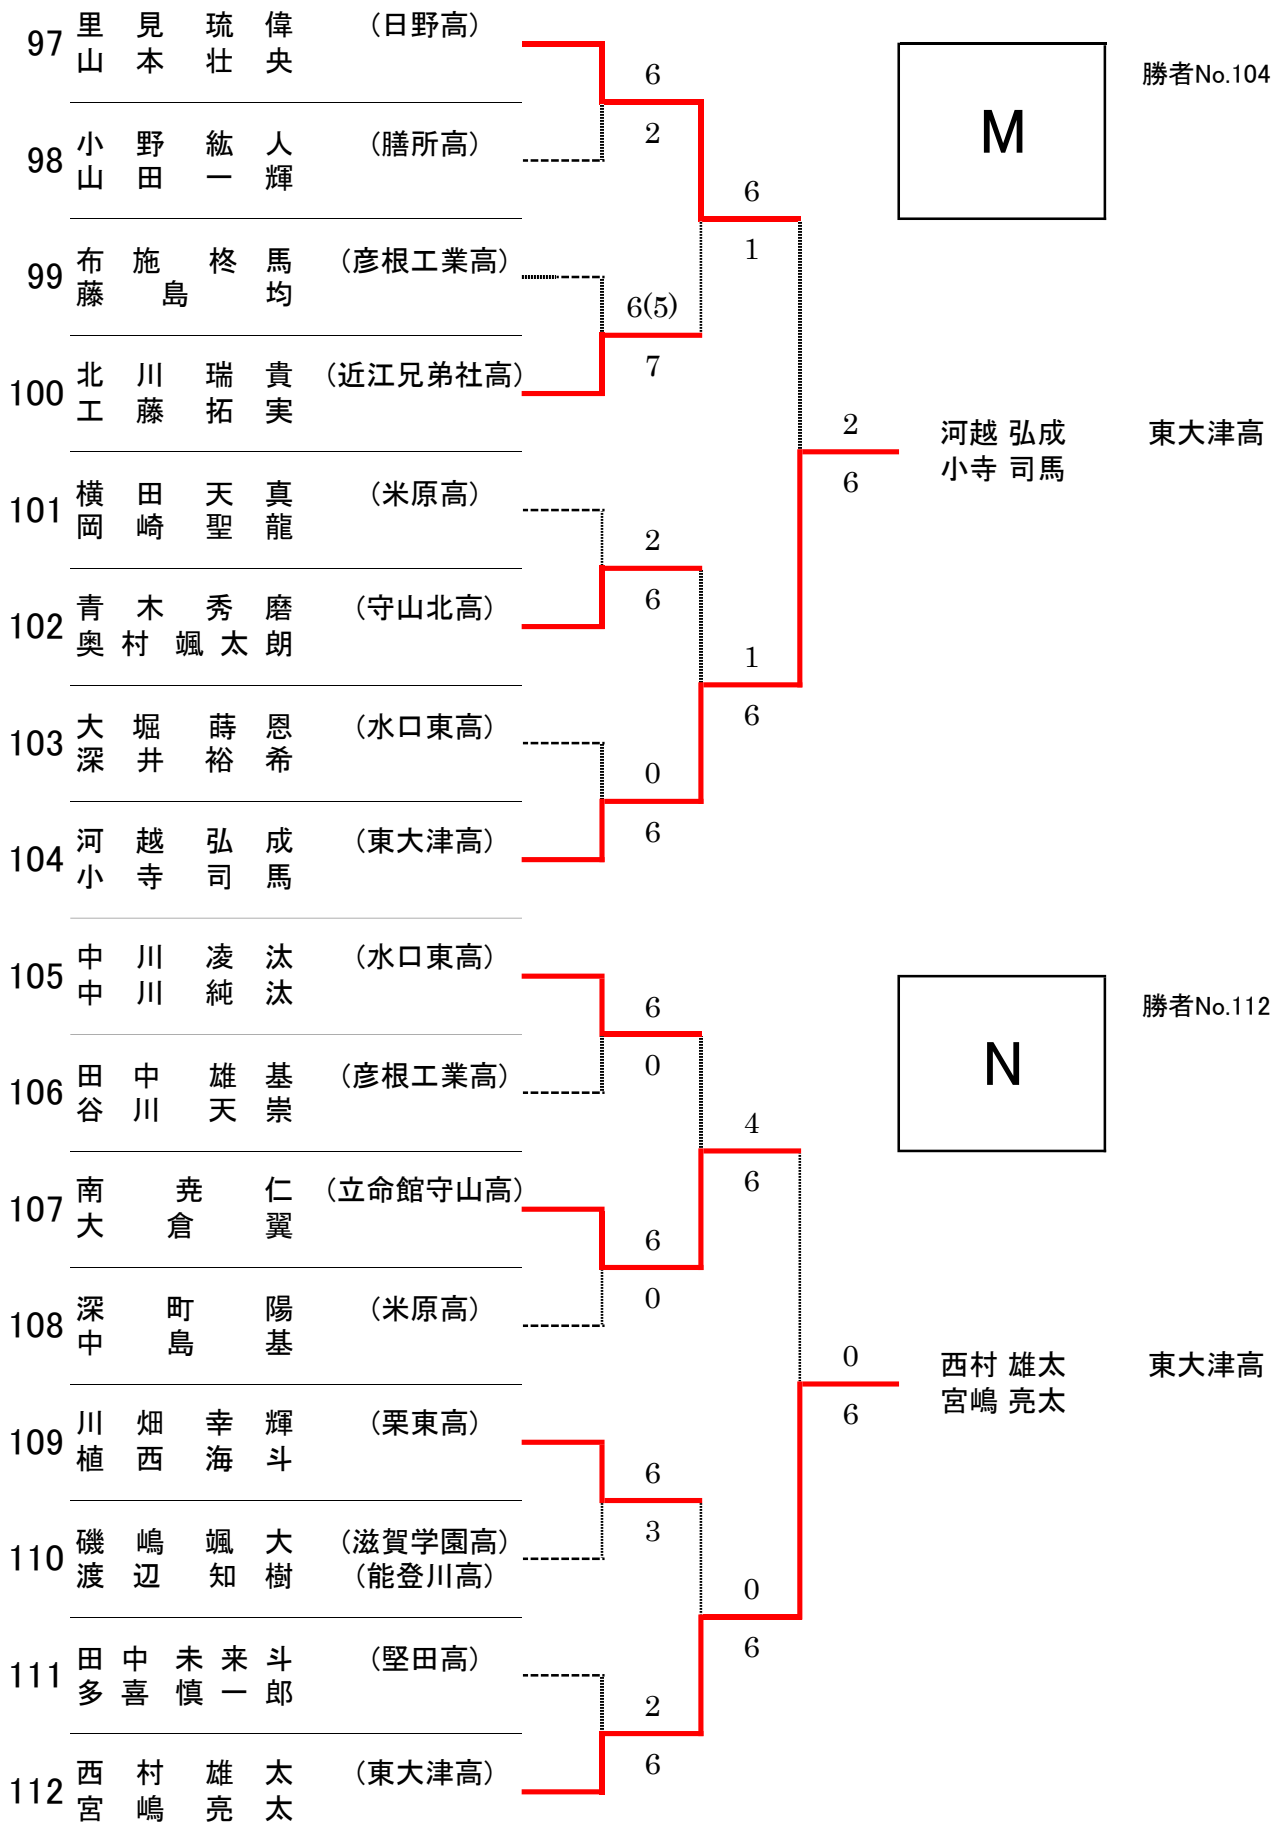 97 里見琉偉 (日野高)
山本壮央
6
2
98 小野紘人 (膳所高)
山田一輝
6
1
99 布施柊馬 (彦根工業高)
藤島均
6(5)
7
100 北川瑞貴 (近江兄弟社高)
工藤拓実
2
6
101 横田天真 (米原高)
岡崎聖龍
2
6
102 青木秀磨 (守山北高)
奥村颯太朗
1
6
103 大堀蒔恩 (水口東高)
深井裕希
0
6
104 河越弘成 (東大津高)
小寺司馬
M
勝者No.104
河越 弘成 東大津高
小寺 司馬
105 中川凌汰 (水口東高)
中川純汰
6
0
106 田中雄基 (彦根工業高)
谷川天崇
4
6
107 南尭仁 (立命館守山高)
大倉翼
6
0
108 深町陽 (米原高)
中島基
0
6
109 川畑幸輝 (栗東高)
植西海斗
6
3
110 磯嶋颯大 (滋賀学園高)
渡辺知樹 (能登川高)
0
6
111 田中未来斗 (堅田高)
多喜慎一郎
2
6
112 西村雄太 (東大津高)
宮嶋亮太
N
勝者No.112
西村 雄太 東大津高
宮嶋 亮太